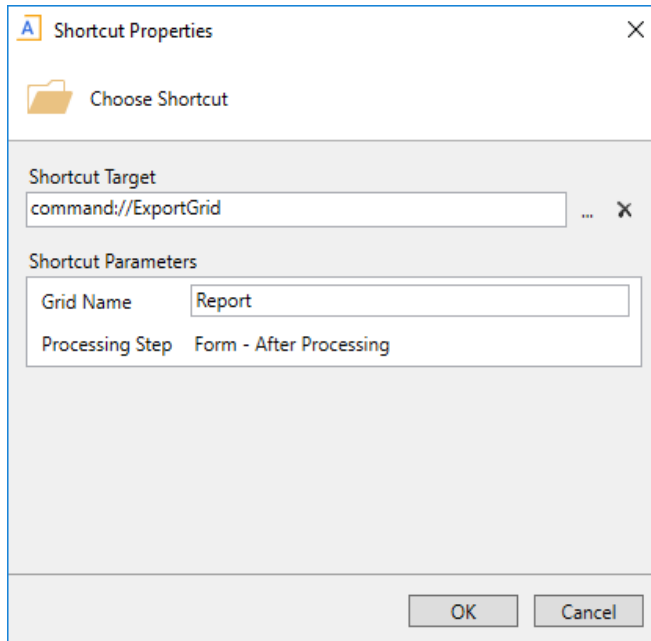 A Shortcut Properties
Choose Shortcut
Shortcut Target
command://ExportGrid ...
Shortcut Parameters
Grid Name Report
Processing Step Form - After Processing
OK Cancel